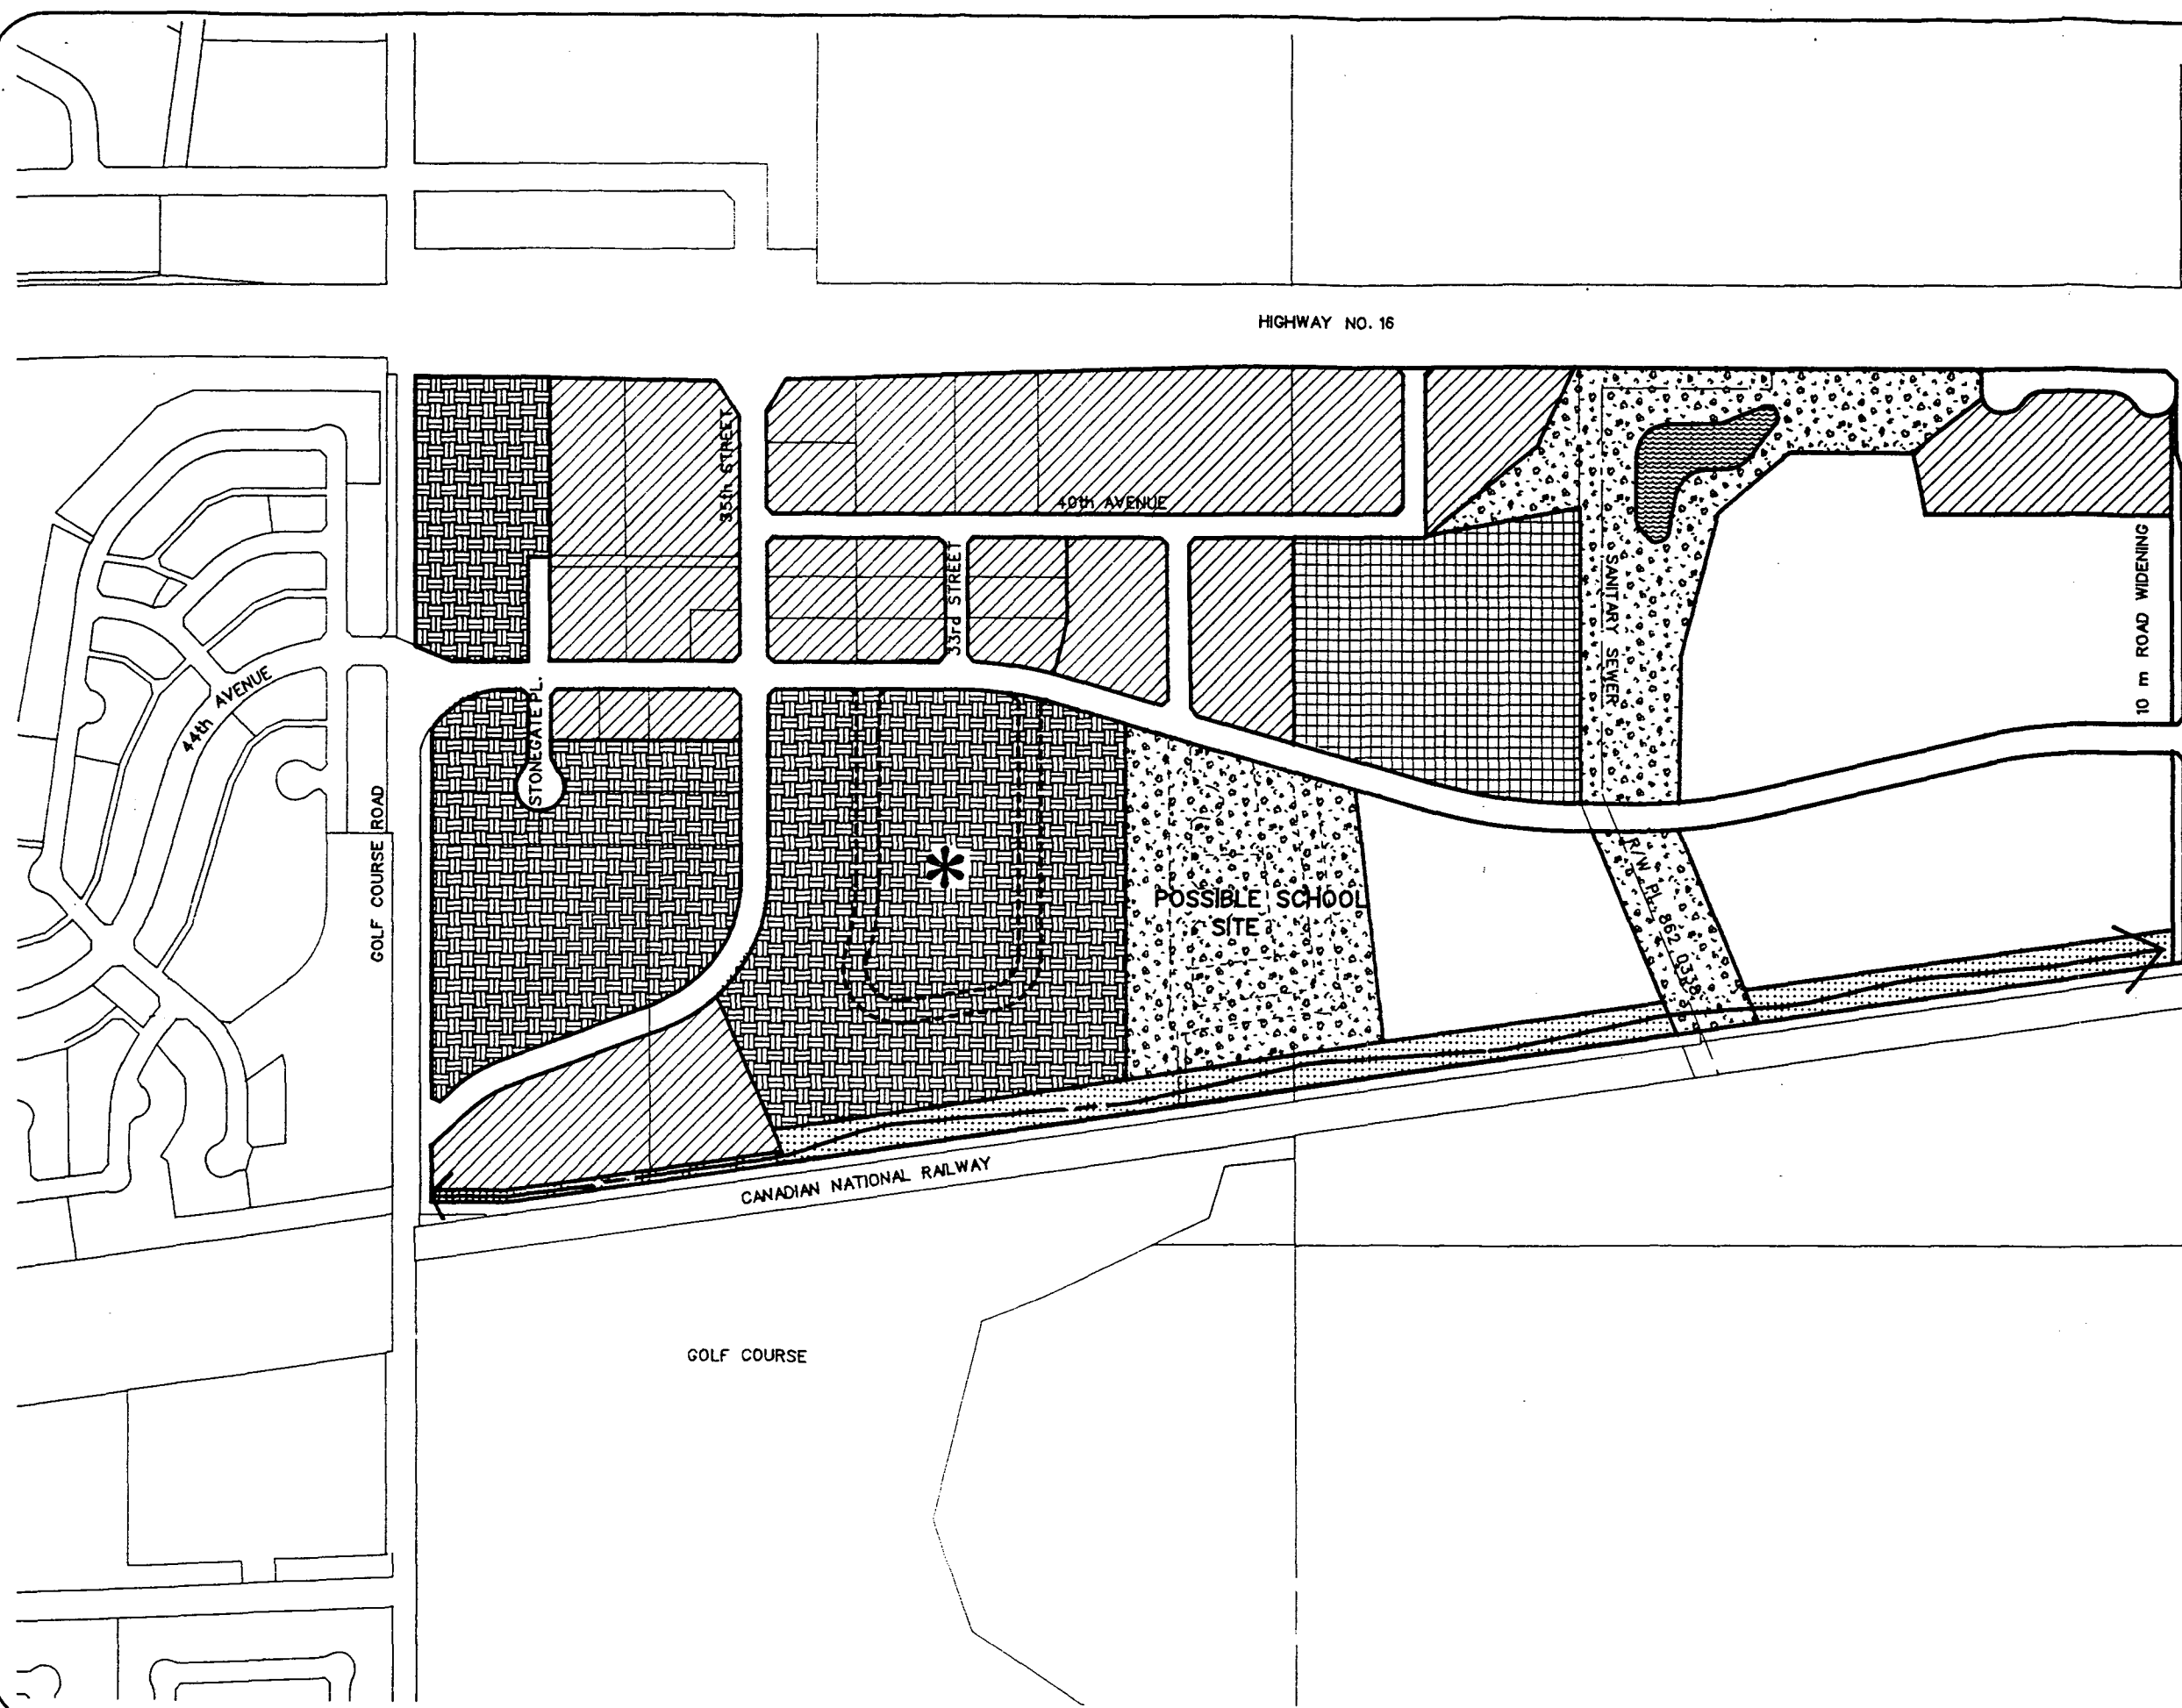 HIGHWAY NO. 16
35th STREET
40th AVENUE
33rd STREET
SANITARY SEWER
10 m ROAD WIDENING
44th AVENUE
STONEGATE PL.
GOLF COURSE ROAD
POSSIBLE SCHOOL
SITE
R/W PL. 862 0338
CANADIAN NATIONAL RAILWAY
GOLF COURSE